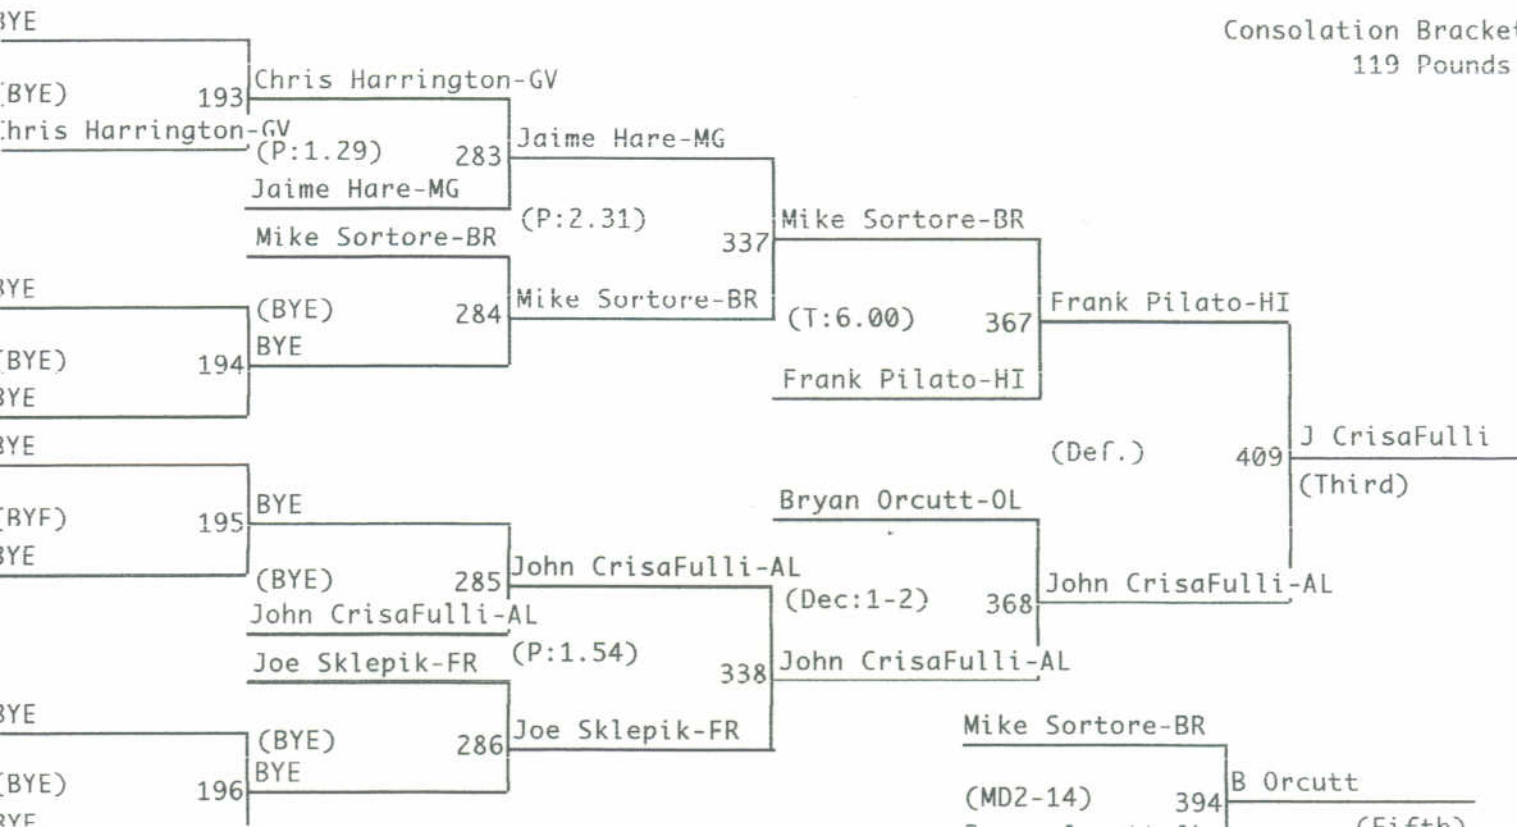 BYE
Consolation Bracket
119 Pounds
Chris Harrington-GV
(BYE) 193
Chris Harrington-GV
Jaime Hare-MG
(P:1.29) 283
Jaime Hare-MG
(P:2.31)
Mike Sortore-BR
Mike Sortore-BR
337
BYE
(BYE) 284
Mike Sortore-BR
Frank Pilato-HI
(T:6.00) 367
BYE
(BYE) 194
Frank Pilato-HI
BYE
BYE
J CrisaFulli
(Def.) 409
(Third)
BYE
Bryan Orcutt-OL
(BYF) 195
BYE
John CrisaFulli-AL
(BYE) 285
John CrisaFulli-AL
(Dec:1-2) 368
John CrisaFulli-AL
(P:1.54)
Joe Sklepik-FR
John CrisaFulli-AL
338
BYE
Mike Sortore-BR
Joe Sklepik-FR
(BYE) 286
BYE
B Orcutt
(BYE) 196
(MD2-14) 394
BYE
(Fifth)